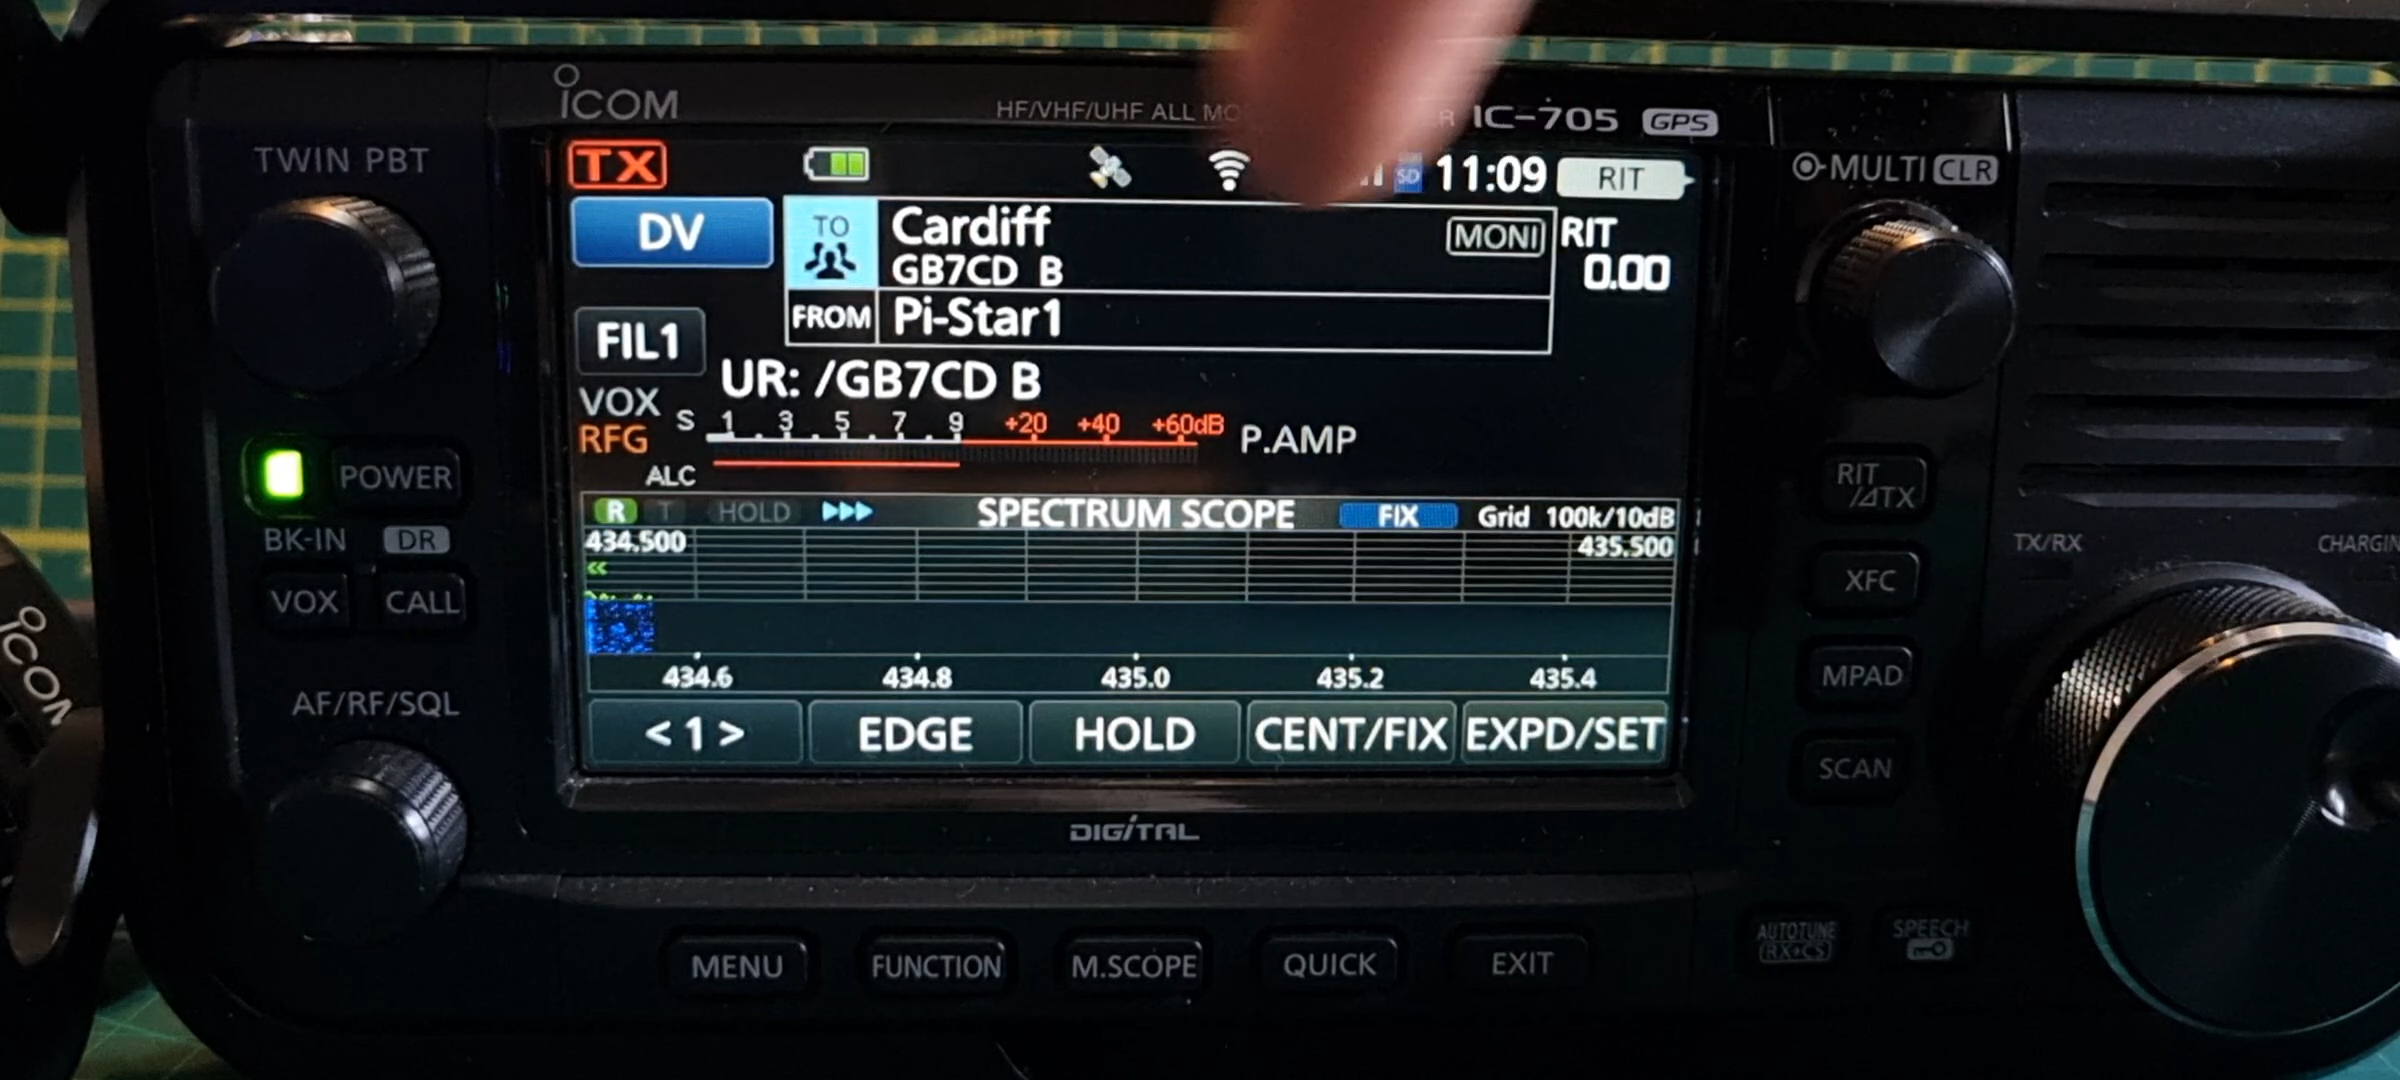 ICOM
HF/VHF/UHF ALL MO
IC-705 GPS
TWIN PBT
MULTI CLR
TX
SD 11:09 RIT
DV
TO Cardiff
MONI
RIT
GB7CD B
0.00
FROM Pi-Star1
FIL1
UR: /GB7CD B
VOX
S 1 3 5 7 9 +20 +40 +60dB P.AMP
RFG
ALC
POWER
RIT
/⊿TX
R T HOLD SPECTRUM SCOPE FIX Grid 100k/10dB
434.500 435.500
BK-IN DR
TX/RX
XFC
VOX CALL
ICOM
434.6 434.8 435.0 435.2 435.4
MPAD
AF/RF/SQL
<1> EDGE HOLD CENT/FIX EXPD/SET
SCAN
DIGITAL
MENU FUNCTION M.SCOPE QUICK EXIT
AUTOTUNE
RX→CS
SPEECH